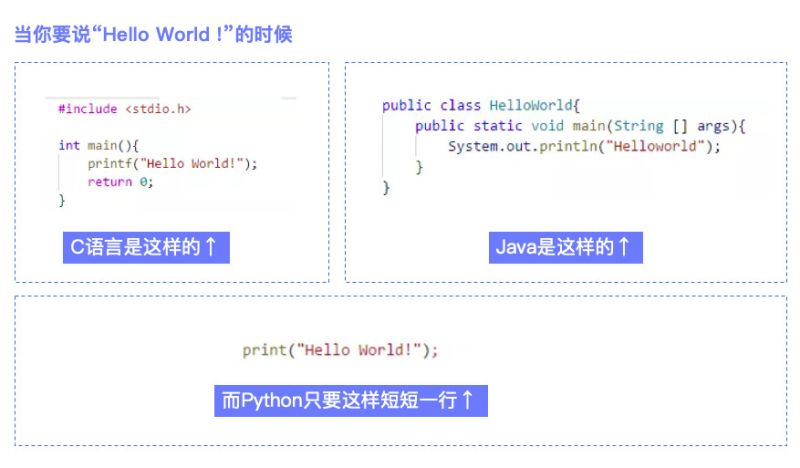 当你要说“Hello World !”的时候
#include <stdio.h>
int main(){
printf("Hello World!");
return 0;
}
C语言是这样的↑
public class HelloWorld{
public static void main(String [] args){
System.out.println("Helloworld");
}
}
Java是这样的↑
print("Hello World!");
而Python只要这样短短一行↑